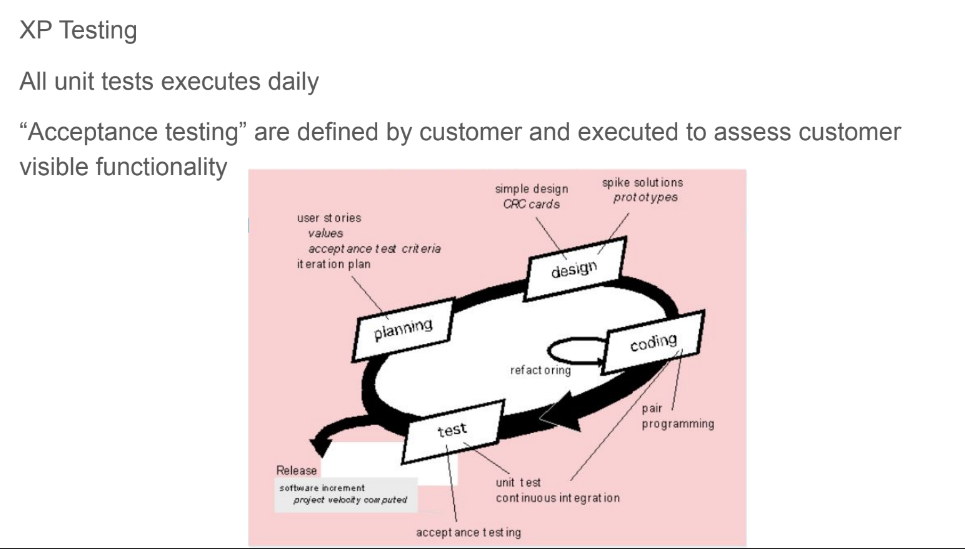 XP Testing
All unit tests executes daily
“Acceptance testing” are defined by customer and executed to assess customer
visible functionality
simple design
CRC cards
spike solutions
prototypes
user stories
values
acceptance test criteria
iteration plan
design
planning
coding
refactoring
test
pair
programming
Release
software increment
project velocity computed
unit test
continuous integration
acceptance testing